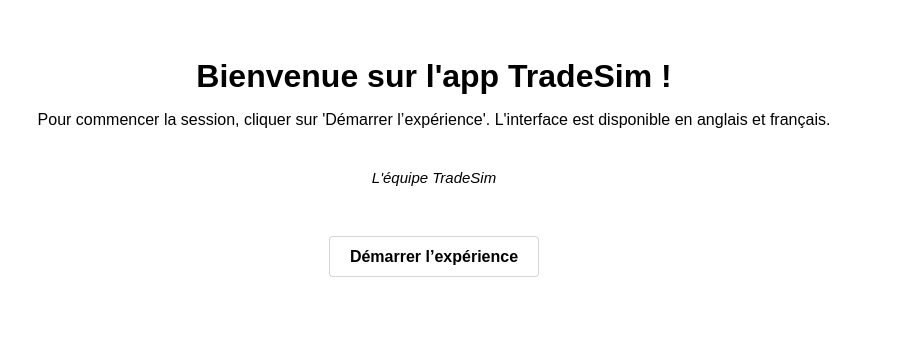 Bienvenue sur l'app TradeSim !
Pour commencer la session, cliquer sur 'Démarrer l’expérience'. L'interface est disponible en anglais et français.
L'équipe TradeSim
Démarrer l’expérience